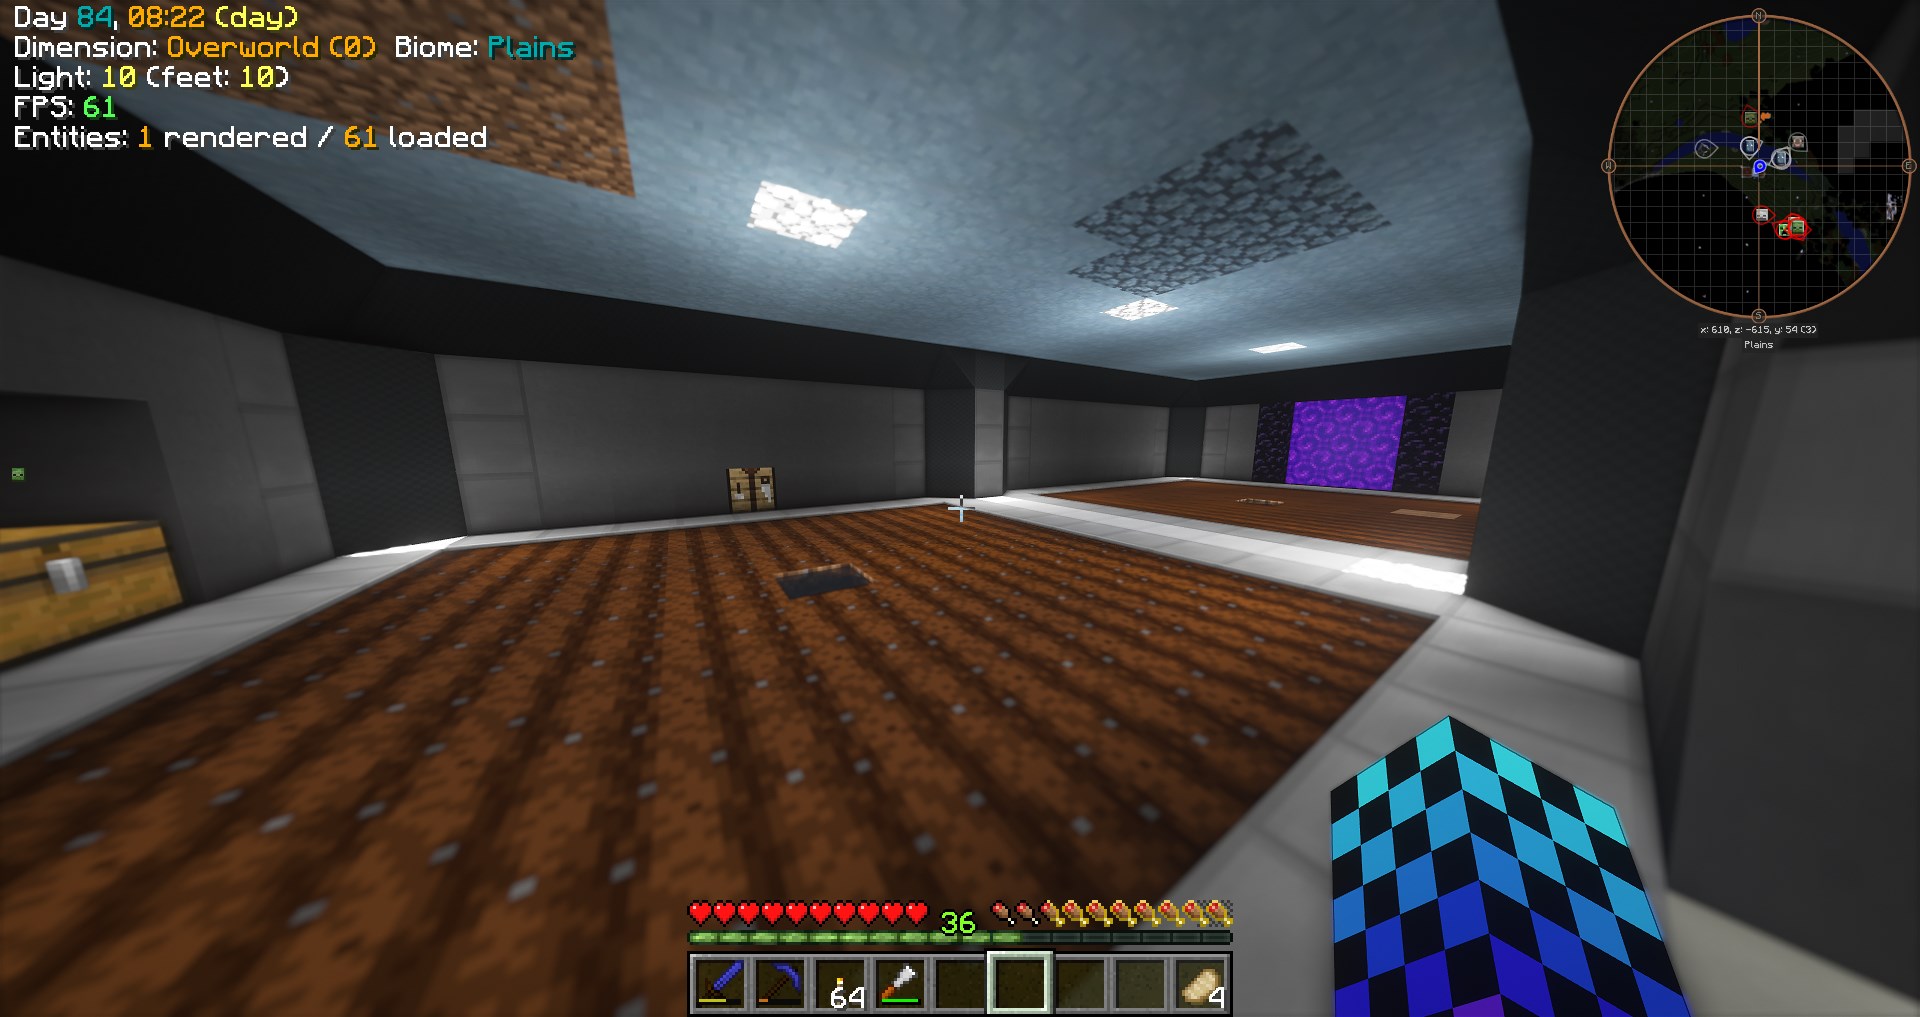 Day 84, 08:22 (day)
Dimension: Overworld (0) Biome: Plains
Light: 10 (feet: 10)
FPS: 61
Entities: 1 rendered / 61 loaded
N
W
E
S
x: 610, z: -615, y: 54 (3)
Plains
36
64
4